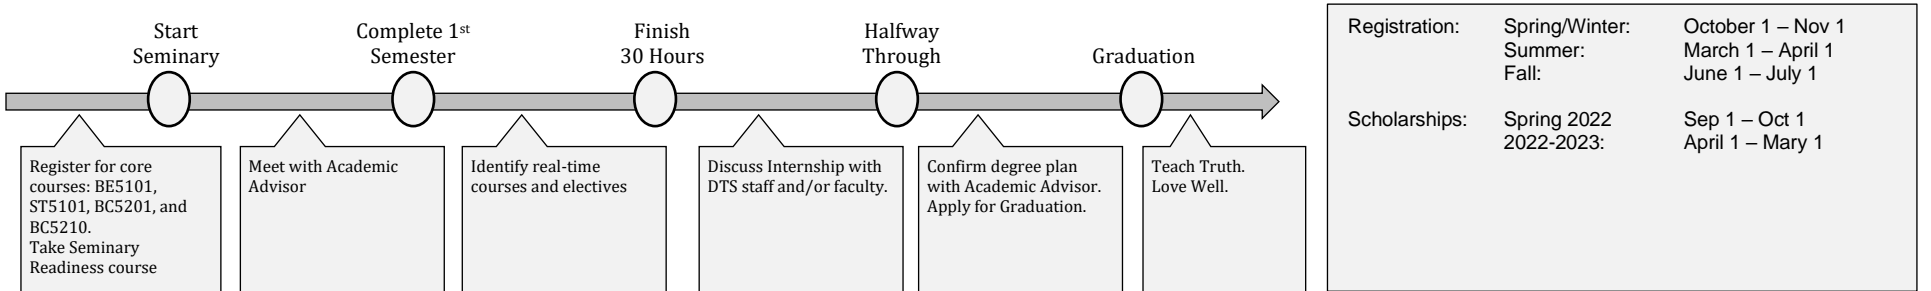 Start
Seminary
Complete 1st
Semester
Finish
30 Hours
Halfway
Through
Graduation
Register for core
courses: BE5101,
ST5101, BC5201, and
BC5210.
Take Seminary
Readiness course
Meet with Academic
Advisor
Identify real-time
courses and electives
Discuss Internship with
DTS staff and/or faculty.
Confirm degree plan
with Academic Advisor.
Apply for Graduation.
Teach Truth.
Love Well.
Registration: Spring/Winter: October 1 – Nov 1
Summer: March 1 – April 1
Fall: June 1 – July 1
Scholarships: Spring 2022 Sep 1 – Oct 1
2022-2023: April 1 – Mary 1